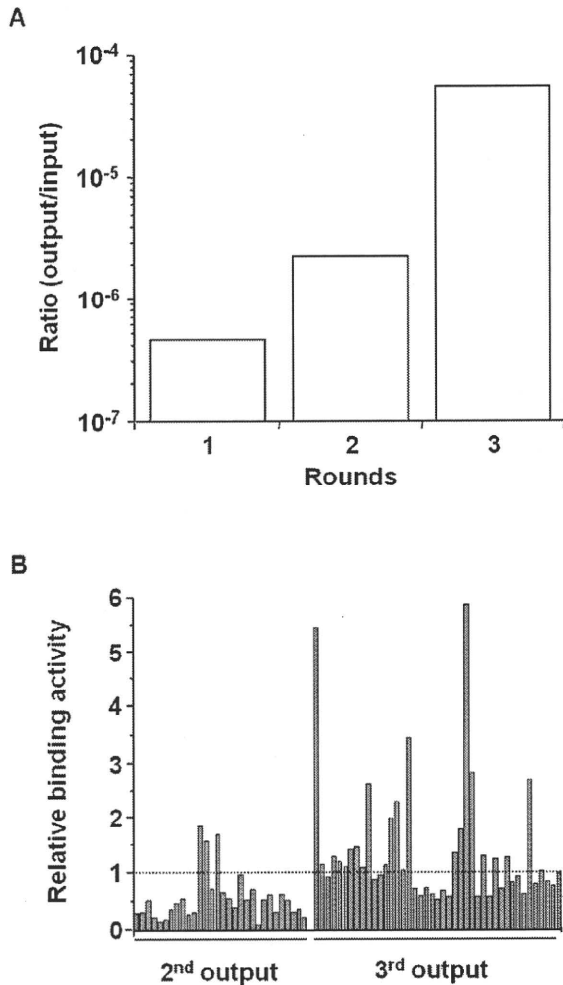 A
10⁻⁴
10⁻⁵
10⁻⁶
10⁻⁷
Ratio (output/input)
1 2 3
Rounds
B
6
5
4
3
2
1
0
Relative binding activity
2nd output 3rd output